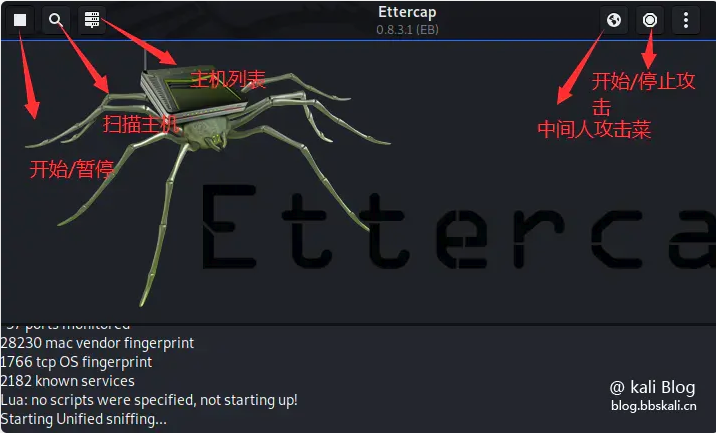 Ettercap
0.8.3.1 (EB)
主机列表
开始/停止攻
击
扫描主机
中间人攻击菜
开始/暂停
Etterca
57 ports monitored
28230 mac vendor fingerprint
1766 tcp OS fingerprint
2182 known services
Lua: no scripts were specified, not starting up!
Starting Unified sniffing...
@ kali Blog
blog.bbskali.cn